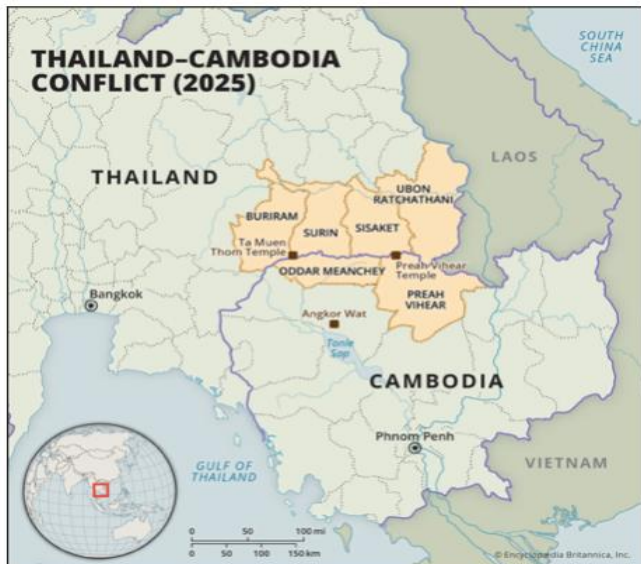 THAILAND–CAMBODIA
CONFLICT (2025)
SOUTH
CHINA
SEA
LAOS
THAILAND
UBON
RATCHATHANI
BURIRAM
SURIN
SISAKET
Ta Muen
Thom Temple
ODDAR MEANCHEY
Preah Vihear
Temple
PREAH
VIHEAR
Bangkok
Angkor Wat
Tonle
Sap
CAMBODIA
Phnom Penh
GULF OF
THAILAND
VIETNAM
0 50 100 mi
0 50 100 150 km
© Encyclopædia Britannica, Inc.